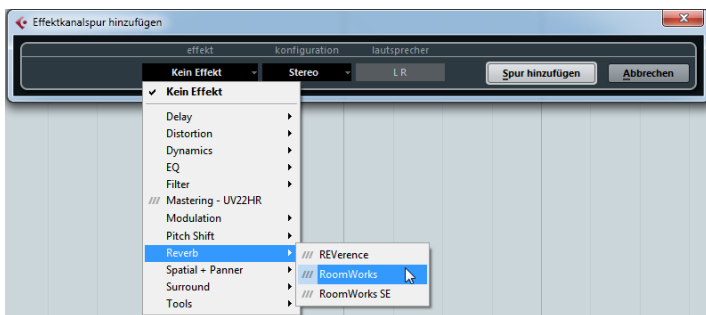 Effektkanalspur hinzufügen
effekt konfiguration lautsprecher
Kein Effekt Stereo L R Spur hinzufügen Abbrechen
Kein Effekt
Delay
Distortion
Dynamics
EQ
Filter
Mastering - UV22HR
Modulation
Pitch Shift
Reverb
REVerence
Spatial + Panner
RoomWorks
Surround
RoomWorks SE
Tools